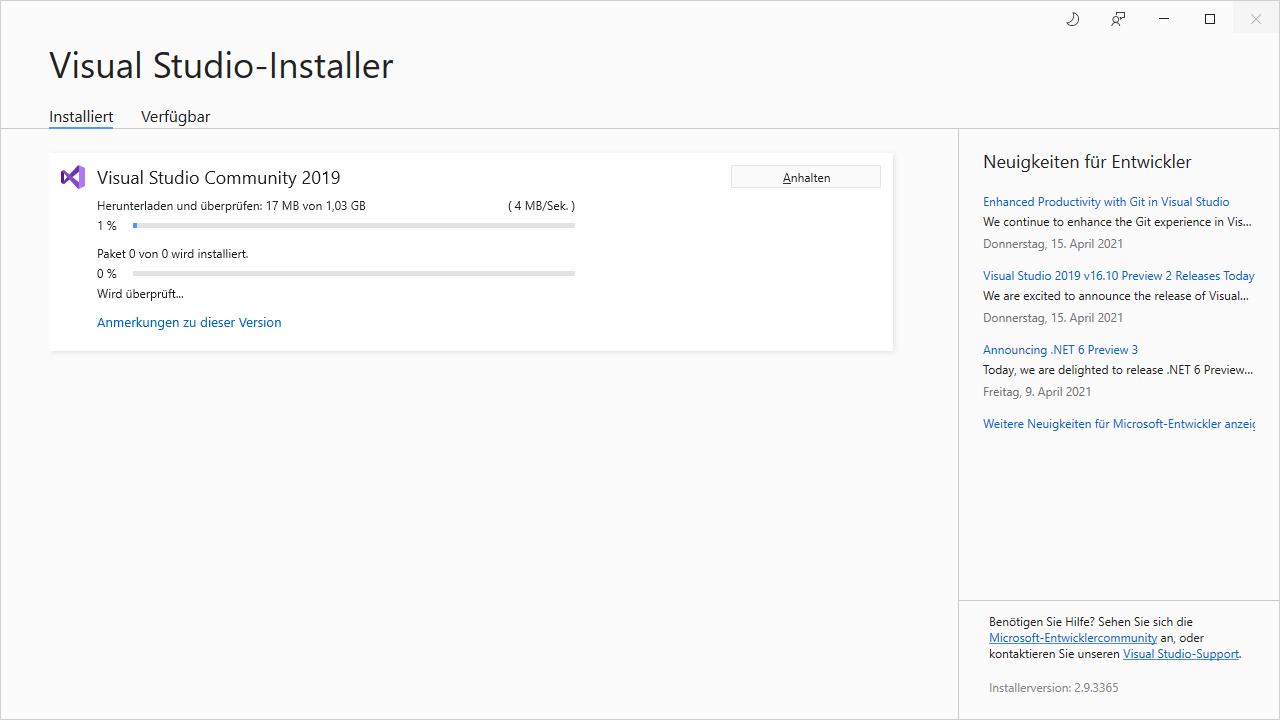 Visual Studio-Installer
Installiert
Verfügbar
Visual Studio Community 2019
Anhalten
Herunterladen und überprüfen: 17 MB von 1,03 GB
( 4 MB/Sek. )
1 %
Paket 0 von 0 wird installiert.
0 %
Wird überprüft...
Anmerkungen zu dieser Version
Neuigkeiten für Entwickler
Enhanced Productivity with Git in Visual Studio
We continue to enhance the Git experience in Vis...
Donnerstag, 15. April 2021
Visual Studio 2019 v16.10 Preview 2 Releases Today
We are excited to announce the release of Visual...
Donnerstag, 15. April 2021
Announcing .NET 6 Preview 3
Today, we are delighted to release .NET 6 Preview...
Freitag, 9. April 2021
Weitere Neuigkeiten für Microsoft-Entwickler anzeig
Benötigen Sie Hilfe? Sehen Sie sich die
Microsoft-Entwicklercommunity an, oder
kontaktieren Sie unseren Visual Studio-Support.
Installerversion: 2.9.3365